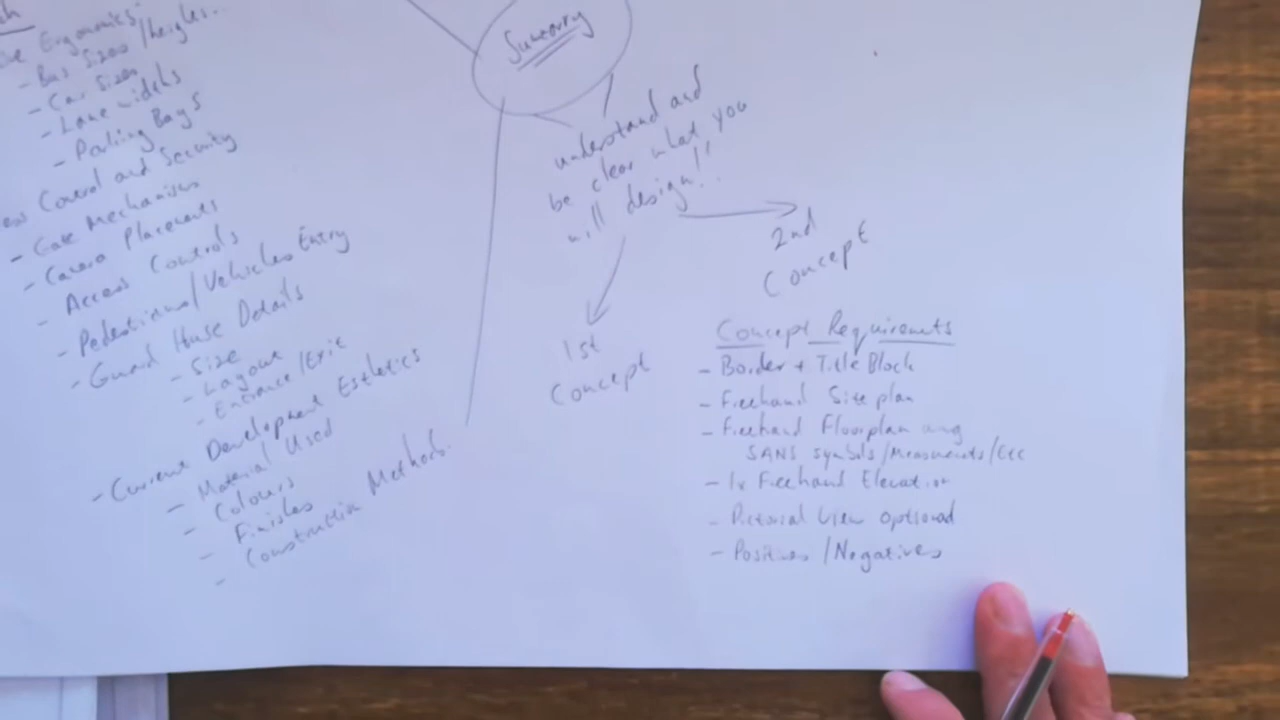 Ergonomics:
- Bus Sizes/heights..
- Car Sizes
- Lane widths
- Parking Bays
Control and Security
- Gate Mechanisms
- Camera Placements
- Access Controls
- Pedestrians/Vehicles Entry
- Guard House Details
- Size
- Layout
- Entrance/Exit
- Current Development Esthetics
- Material Used
- Colours
- Finishes
- Construction Methods.
Summary
understand and
be clear what you
will design!!
1st
Concept
2nd
Concept
Concept Requirements
- Border + Title Block
- Freehand Site plan
- Freehand Floorplan using
SANS symbols/Measurments/Etc
- 1x Freehand Elevation
- Pictorial View Optional
- Positives/Negatives